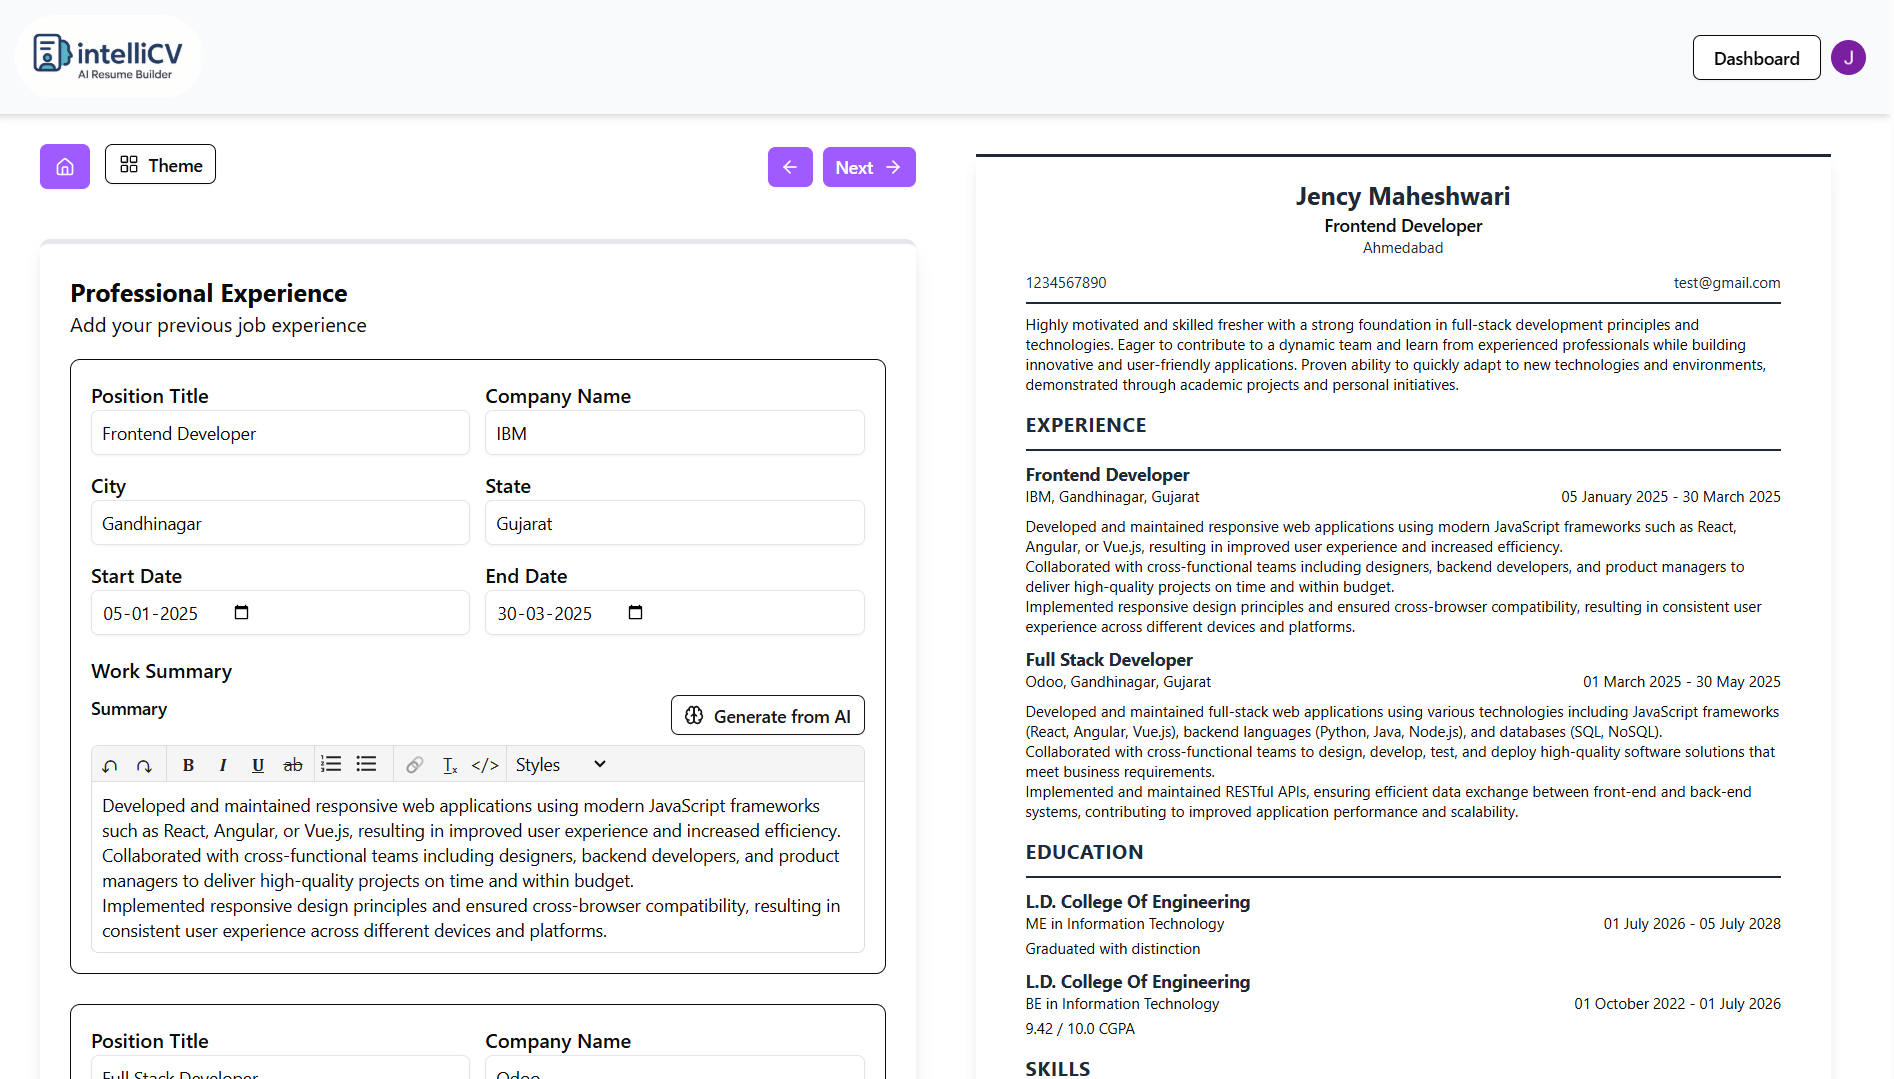 intelliCV
AI Resume Builder
Dashboard
J
Theme
Next
Professional Experience
Add your previous job experience
Position Title
Company Name
Frontend Developer
IBM
City
State
Gandhinagar
Gujarat
Start Date
End Date
05-01-2025
30-03-2025
Work Summary
Summary
Generate from AI
B I U ab Tx </> Styles
Developed and maintained responsive web applications using modern JavaScript frameworks
such as React, Angular, or Vue.js, resulting in improved user experience and increased efficiency.
Collaborated with cross-functional teams including designers, backend developers, and product
managers to deliver high-quality projects on time and within budget.
Implemented responsive design principles and ensured cross-browser compatibility, resulting in
consistent user experience across different devices and platforms.
Position Title
Company Name
Full Stack Developer
Odoo
Jency Maheshwari
Frontend Developer
Ahmedabad
1234567890
test@gmail.com
Highly motivated and skilled fresher with a strong foundation in full-stack development principles and
technologies. Eager to contribute to a dynamic team and learn from experienced professionals while building
innovative and user-friendly applications. Proven ability to quickly adapt to new technologies and environments,
demonstrated through academic projects and personal initiatives.
EXPERIENCE
Frontend Developer
IBM, Gandhinagar, Gujarat
05 January 2025 - 30 March 2025
Developed and maintained responsive web applications using modern JavaScript frameworks such as React,
Angular, or Vue.js, resulting in improved user experience and increased efficiency.
Collaborated with cross-functional teams including designers, backend developers, and product managers to
deliver high-quality projects on time and within budget.
Implemented responsive design principles and ensured cross-browser compatibility, resulting in consistent user
experience across different devices and platforms.
Full Stack Developer
Odoo, Gandhinagar, Gujarat
01 March 2025 - 30 May 2025
Developed and maintained full-stack web applications using various technologies including JavaScript frameworks
(React, Angular, Vue.js), backend languages (Python, Java, Node.js), and databases (SQL, NoSQL).
Collaborated with cross-functional teams to design, develop, test, and deploy high-quality software solutions that
meet business requirements.
Implemented and maintained RESTful APIs, ensuring efficient data exchange between front-end and back-end
systems, contributing to improved application performance and scalability.
EDUCATION
L.D. College Of Engineering
ME in Information Technology
01 July 2026 - 05 July 2028
Graduated with distinction
L.D. College Of Engineering
BE in Information Technology
01 October 2022 - 01 July 2026
9.42 / 10.0 CGPA
SKILLS